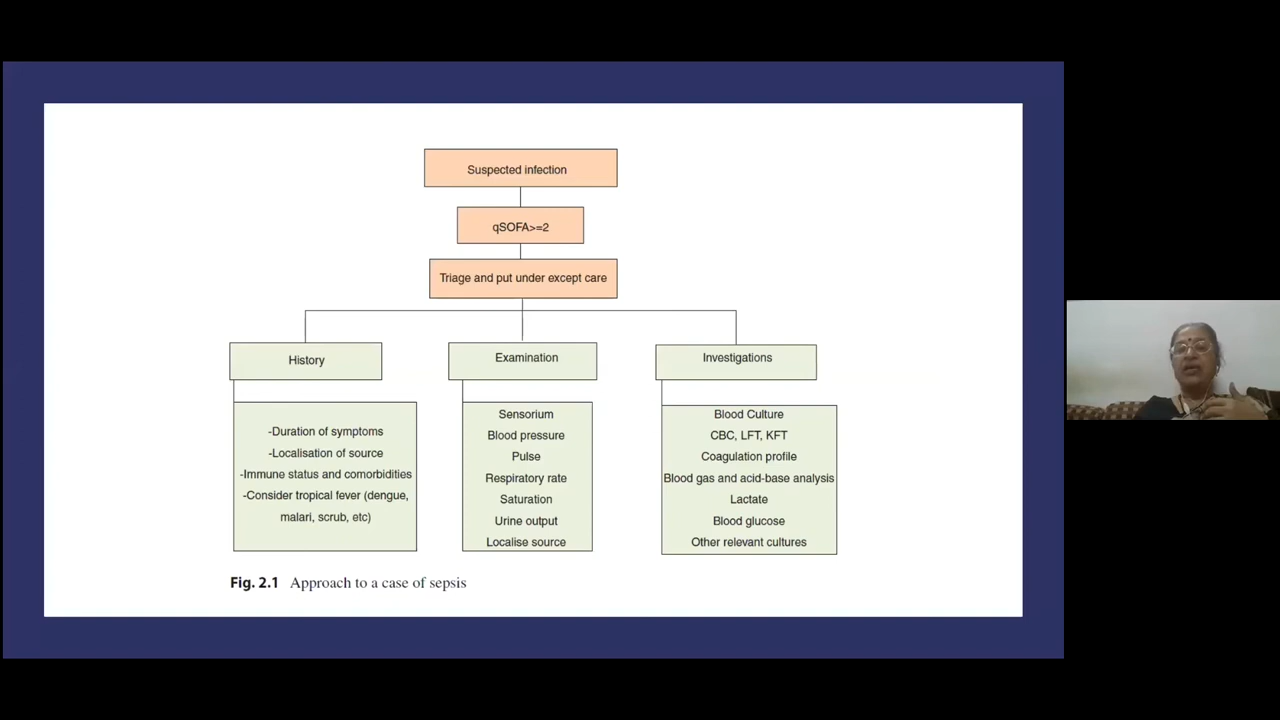 Suspected infection
qSOFA>=2
Triage and put under except care
History
-Duration of symptoms
-Localisation of source
-Immune status and comorbidities
-Consider tropical fever (dengue,
malari, scrub, etc)
Examination
Sensorium
Blood pressure
Pulse
Respiratory rate
Saturation
Urine output
Localise source
Investigations
Blood Culture
CBC, LFT, KFT
Coagulation profile
Blood gas and acid-base analysis
Lactate
Blood glucose
Other relevant cultures
Fig. 2.1 Approach to a case of sepsis